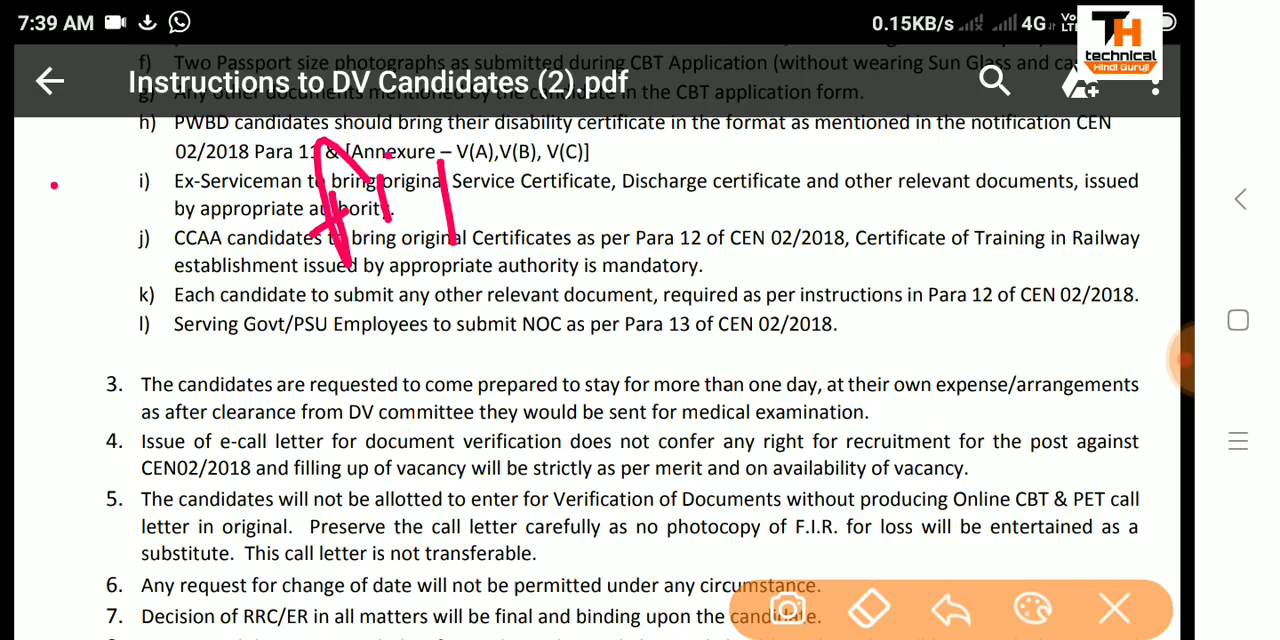 7:39 AM
0.15KB/s 4G Vo LTE
TH
technical
Hindi Guruji
Instructions to DV Candidates (2).pdf
f) Two Passport size photographs as submitted during CBT Application (without wearing Sun Glass and
g) Any other documents mentioned by the candidate in the CBT application form.
h) PWBD candidates should bring their disability certificate in the format as mentioned in the notification CEN
02/2018 Para 11 & [Annexure – V(A),V(B), V(C)]
i) Ex-Serviceman to bring original Service Certificate, Discharge certificate and other relevant documents, issued
by appropriate authority.
j) CCAA candidates to bring original Certificates as per Para 12 of CEN 02/2018, Certificate of Training in Railway
establishment issued by appropriate authority is mandatory.
k) Each candidate to submit any other relevant document, required as per instructions in Para 12 of CEN 02/2018.
l) Serving Govt/PSU Employees to submit NOC as per Para 13 of CEN 02/2018.
3. The candidates are requested to come prepared to stay for more than one day, at their own expense/arrangements
as after clearance from DV committee they would be sent for medical examination.
4. Issue of e-call letter for document verification does not confer any right for recruitment for the post against
CEN02/2018 and filling up of vacancy will be strictly as per merit and on availability of vacancy.
5. The candidates will not be allotted to enter for Verification of Documents without producing Online CBT & PET call
letter in original. Preserve the call letter carefully as no photocopy of F.I.R. for loss will be entertained as a
substitute. This call letter is not transferable.
6. Any request for change of date will not be permitted under any circumstance.
7. Decision of RRC/ER in all matters will be final and binding upon the candidate.